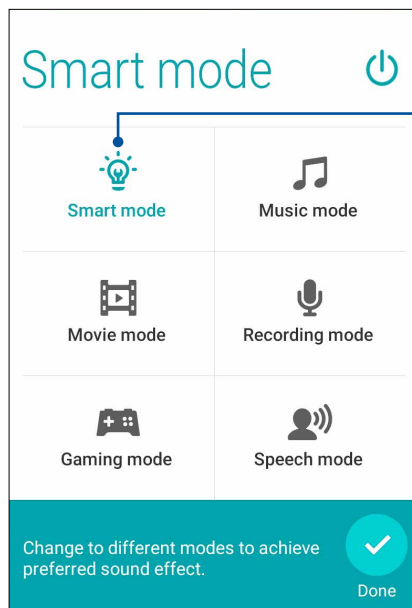 Smart mode
Smart mode
Music mode
Movie mode
Recording mode
Gaming mode
Speech mode
Change to different modes to achieve
preferred sound effect.
Done